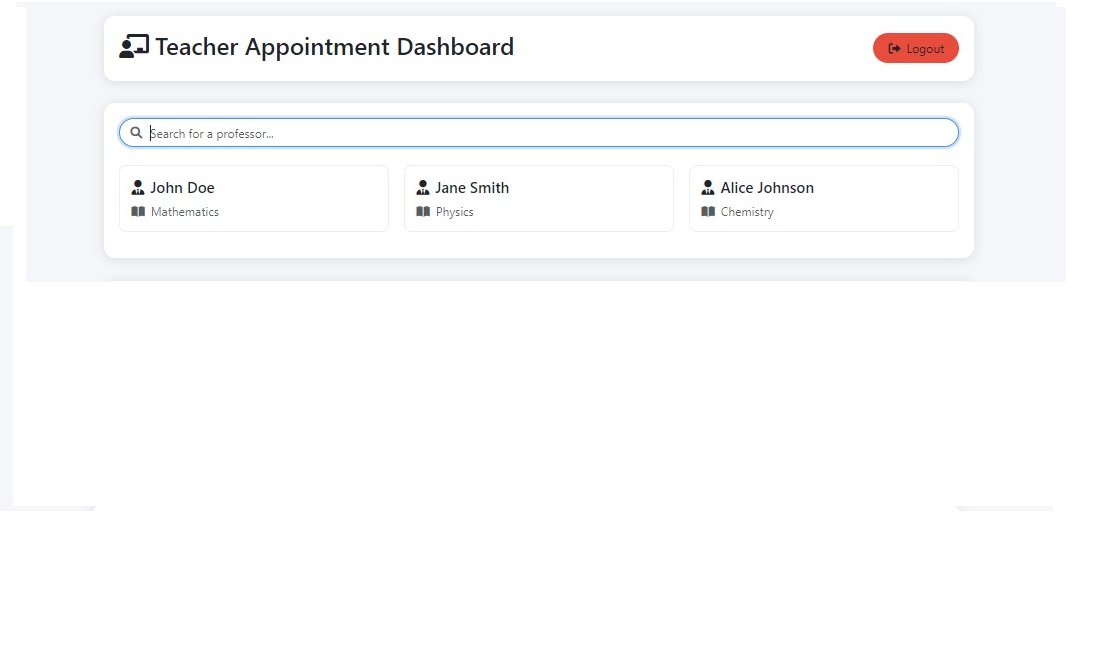 Teacher Appointment Dashboard
Logout
Search for a professor...
John Doe
Mathematics
Jane Smith
Physics
Alice Johnson
Chemistry